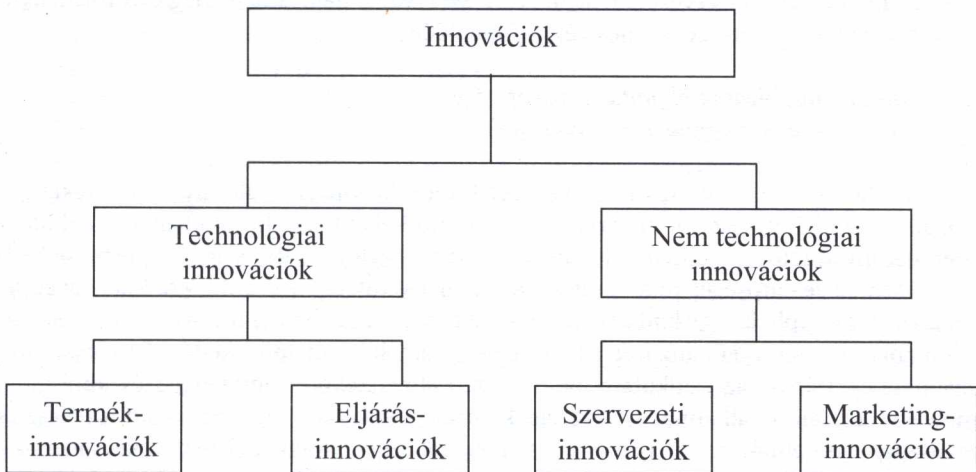 Innovációk
Technológiai
innovációk
Nem technológiai
innovációk
Termék-
innovációk
Eljárás-
innovációk
Szervezeti
innovációk
Marketing-
innovációk